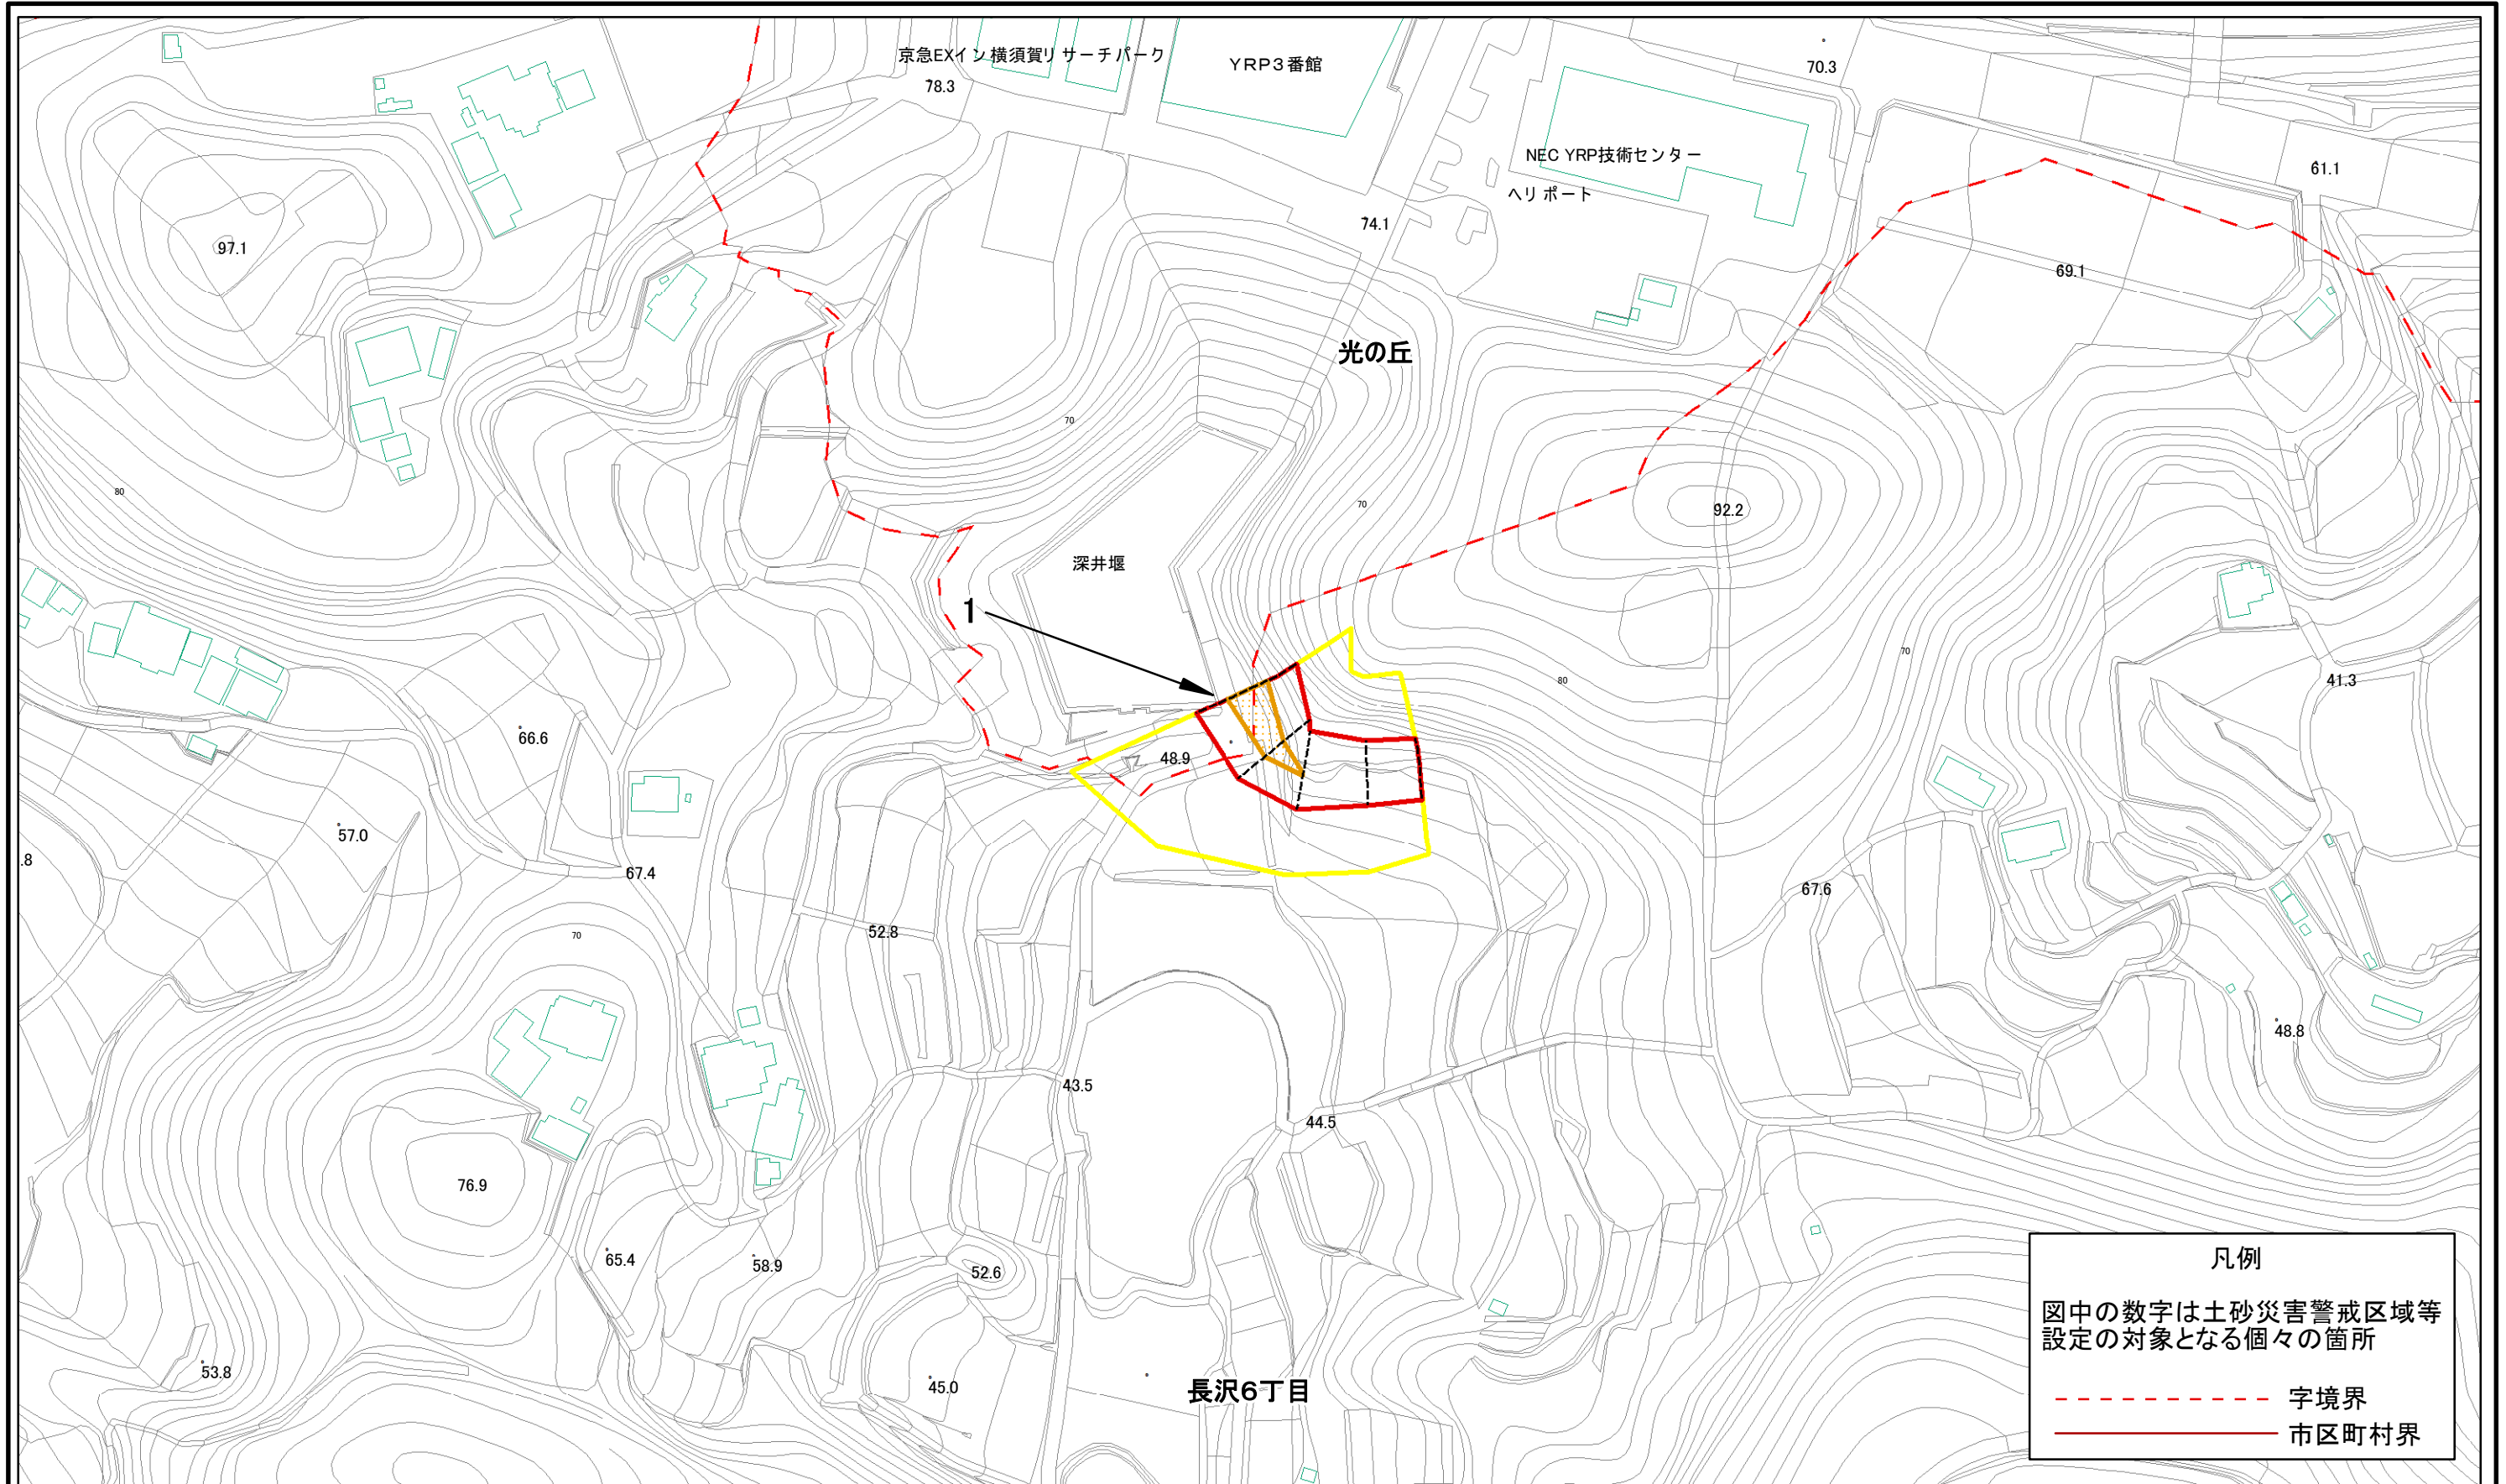 京急EXイン横須賀リサーチパーク
YRP3番館
70.3
78.3
NEC YRP技術センター
61.1
ヘリポート
74.1
97.1
69.1
光の丘
70
80
70
92.2
深井堰
1
70
80
41.3
66.6
48.9
57.0
.8
67.4
67.6
52.8
70
48.8
43.5
44.5
76.9
65.4
58.9
52.6
53.8
45.0
長沢6丁目
凡例
図中の数字は土砂災害警戒区域等
設定の対象となる個々の箇所
字境界
市区町村界